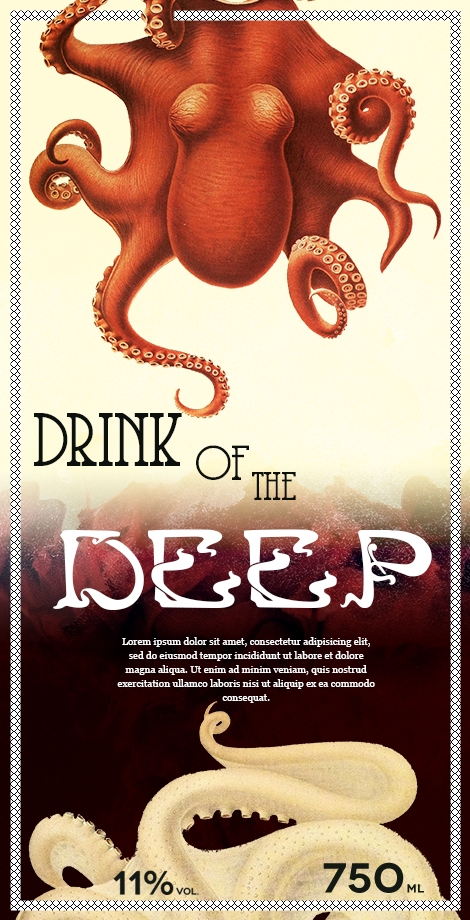 DRINK OF THE
DEEP
Lorem ipsum dolor sit amet, consectetur adipisicing elit,
sed do eiusmod tempor incididunt ut labore et dolore
magna aliqua. Ut enim ad minim veniam, quis nostrud
exercitation ullamco laboris nisi ut aliquip ex ea commodo
consequat.
11% VOL. 750 ML